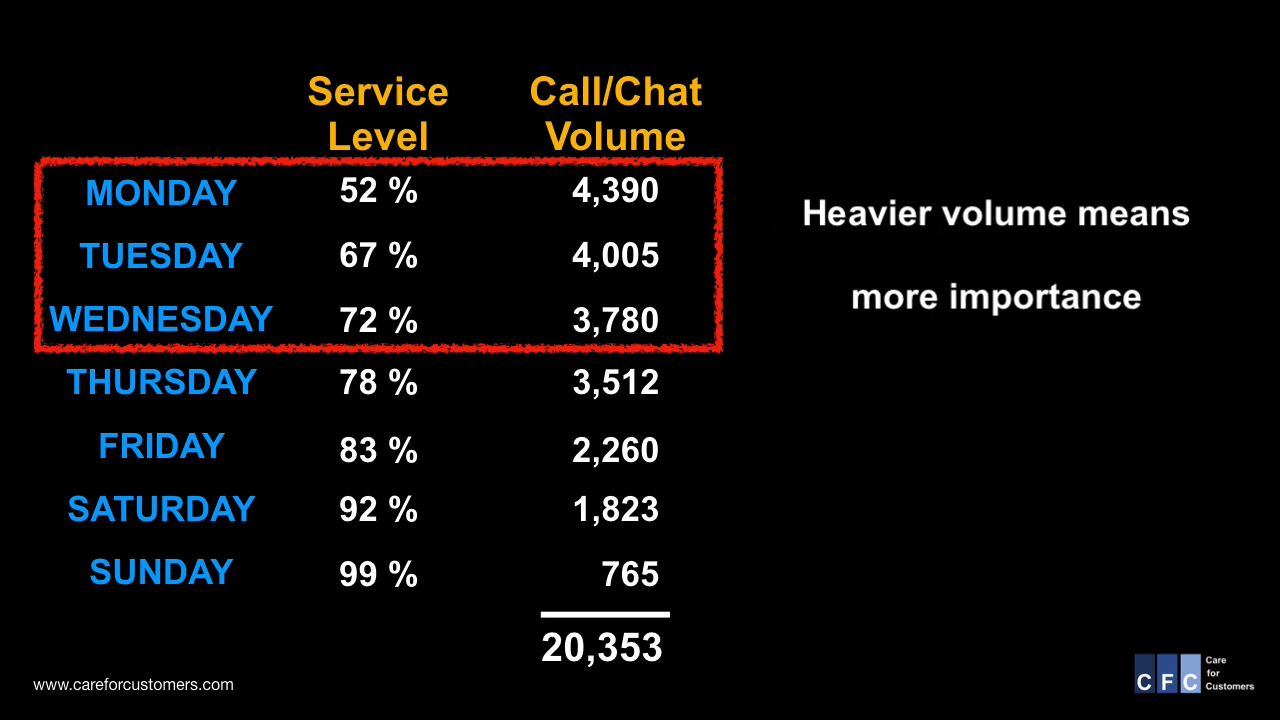 Service Call/Chat
Level Volume
MONDAY 52 % 4,390
TUESDAY 67 % 4,005
WEDNESDAY 72 % 3,780
THURSDAY 78 % 3,512
FRIDAY 83 % 2,260
SATURDAY 92 % 1,823
SUNDAY 99 % 765
20,353
Heavier volume means
more importance
www.careforcustomers.com
CFC
Care
for
Customers